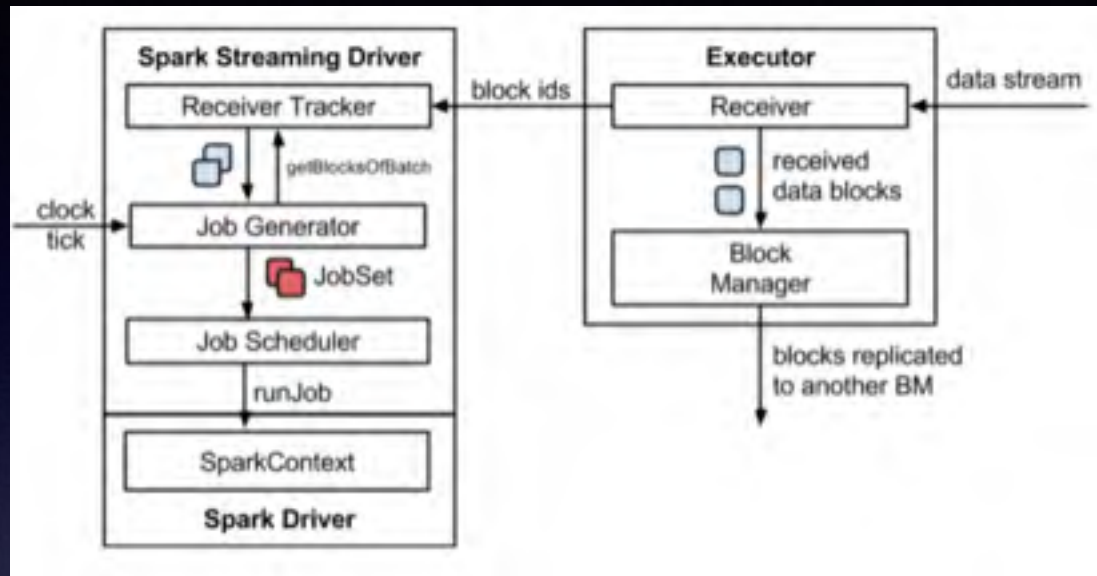 Spark Streaming Driver
Receiver Tracker
getBlocksOfBatch
clock
tick
Job Generator
JobSet
Job Scheduler
runJob
SparkContext
Spark Driver
block ids
Executor
data stream
Receiver
received
data blocks
Block
Manager
blocks replicated
to another BM